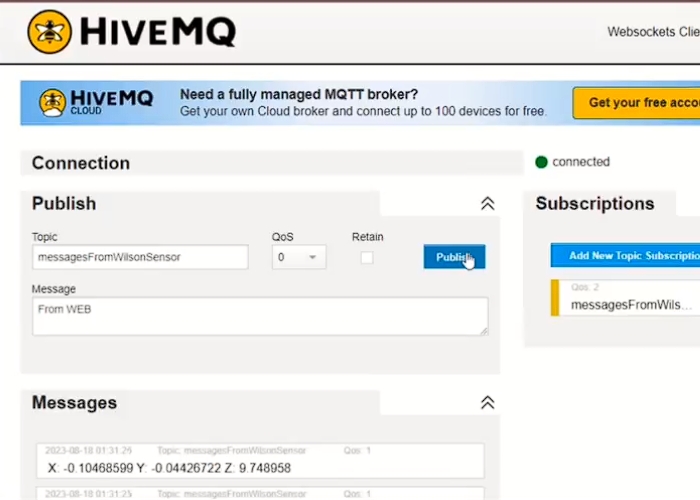 HIVEMQ
Websockets Clie
HIVEMQ
CLOUD
Need a fully managed MQTT broker?
Get your own Cloud broker and connect up to 100 devices for free.
Get your free acco
Connection
connected
Publish
Subscriptions
Topic
QoS
Retain
messagesFromWilsonSensor
0
Publish
Add New Topic Subscriptio
Message
From WEB
Qos: 2
messagesFromWils...
Messages
2023-08-18 01:31:26 Topic: messagesFromWilsonSensor Qos: 1
X: -0.10468599 Y: -0.04426722 Z: 9.748958
2023-08-18 01:31:25 Topic: messagesFromWilsonSensor Qos: 1